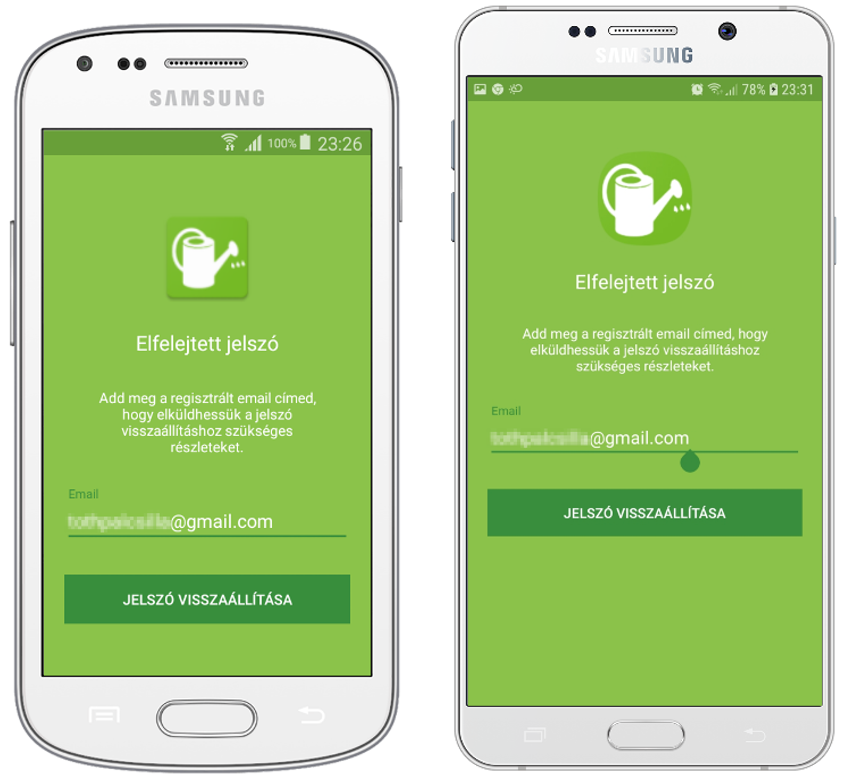 SAMSUNG
100% 23:26
Elfelejtett jelszó
Add meg a regisztrált email címed,
hogy elküldhessük a jelszó
visszaállításhoz szükséges
részleteket.
Email
@gmail.com
JELSZÓ VISSZAÁLLÍTÁSA
SAMSUNG
78% 23:31
Elfelejtett jelszó
Add meg a regisztrált email címed, hogy
elküldhessük a jelszó visszaállításhoz
szükséges részleteket.
Email
@gmail.com
JELSZÓ VISSZAÁLLÍTÁSA